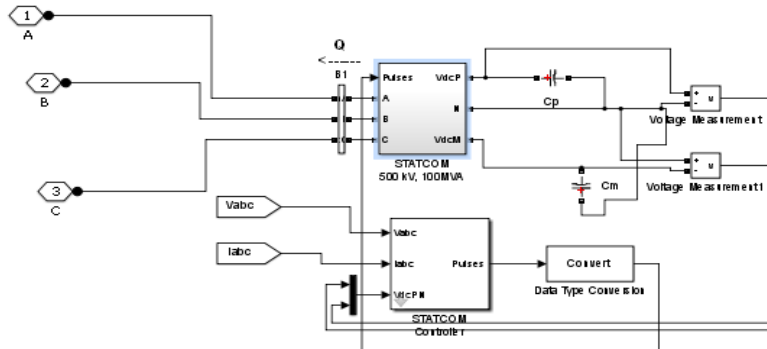 1
A
2
B
3
C
Q
B1
Pulses
A
B
C
VdcP
N
VdcM
STATCOM
500 kV, 100MVA
Cp
Cm
+
-
v
Voltage Measurement
+
-
v
Voltage Measurement1
Vabc
Iabc
Vabc
Iabc
VdcPN
Pulses
STATCOM
Controller
Convert
Data Type Conversion